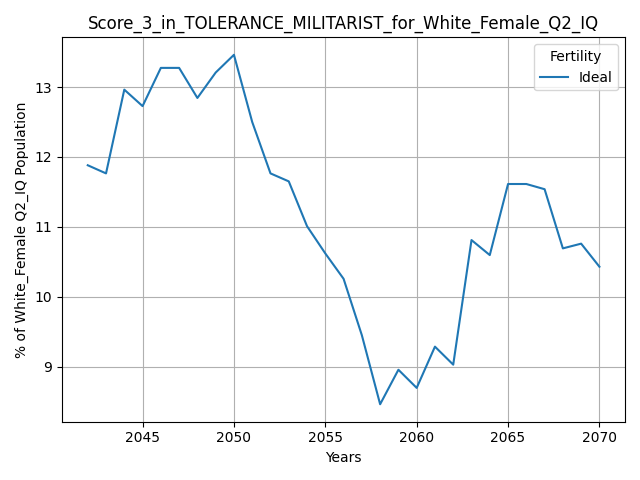 Score_3_in_TOLERANCE_MILITARIST_for_White_Female_Q2_IQ
% of White_Female Q2_IQ Population
13
12
11
10
9
Fertility
Ideal
2045 2050 2055 2060 2065 2070
Years